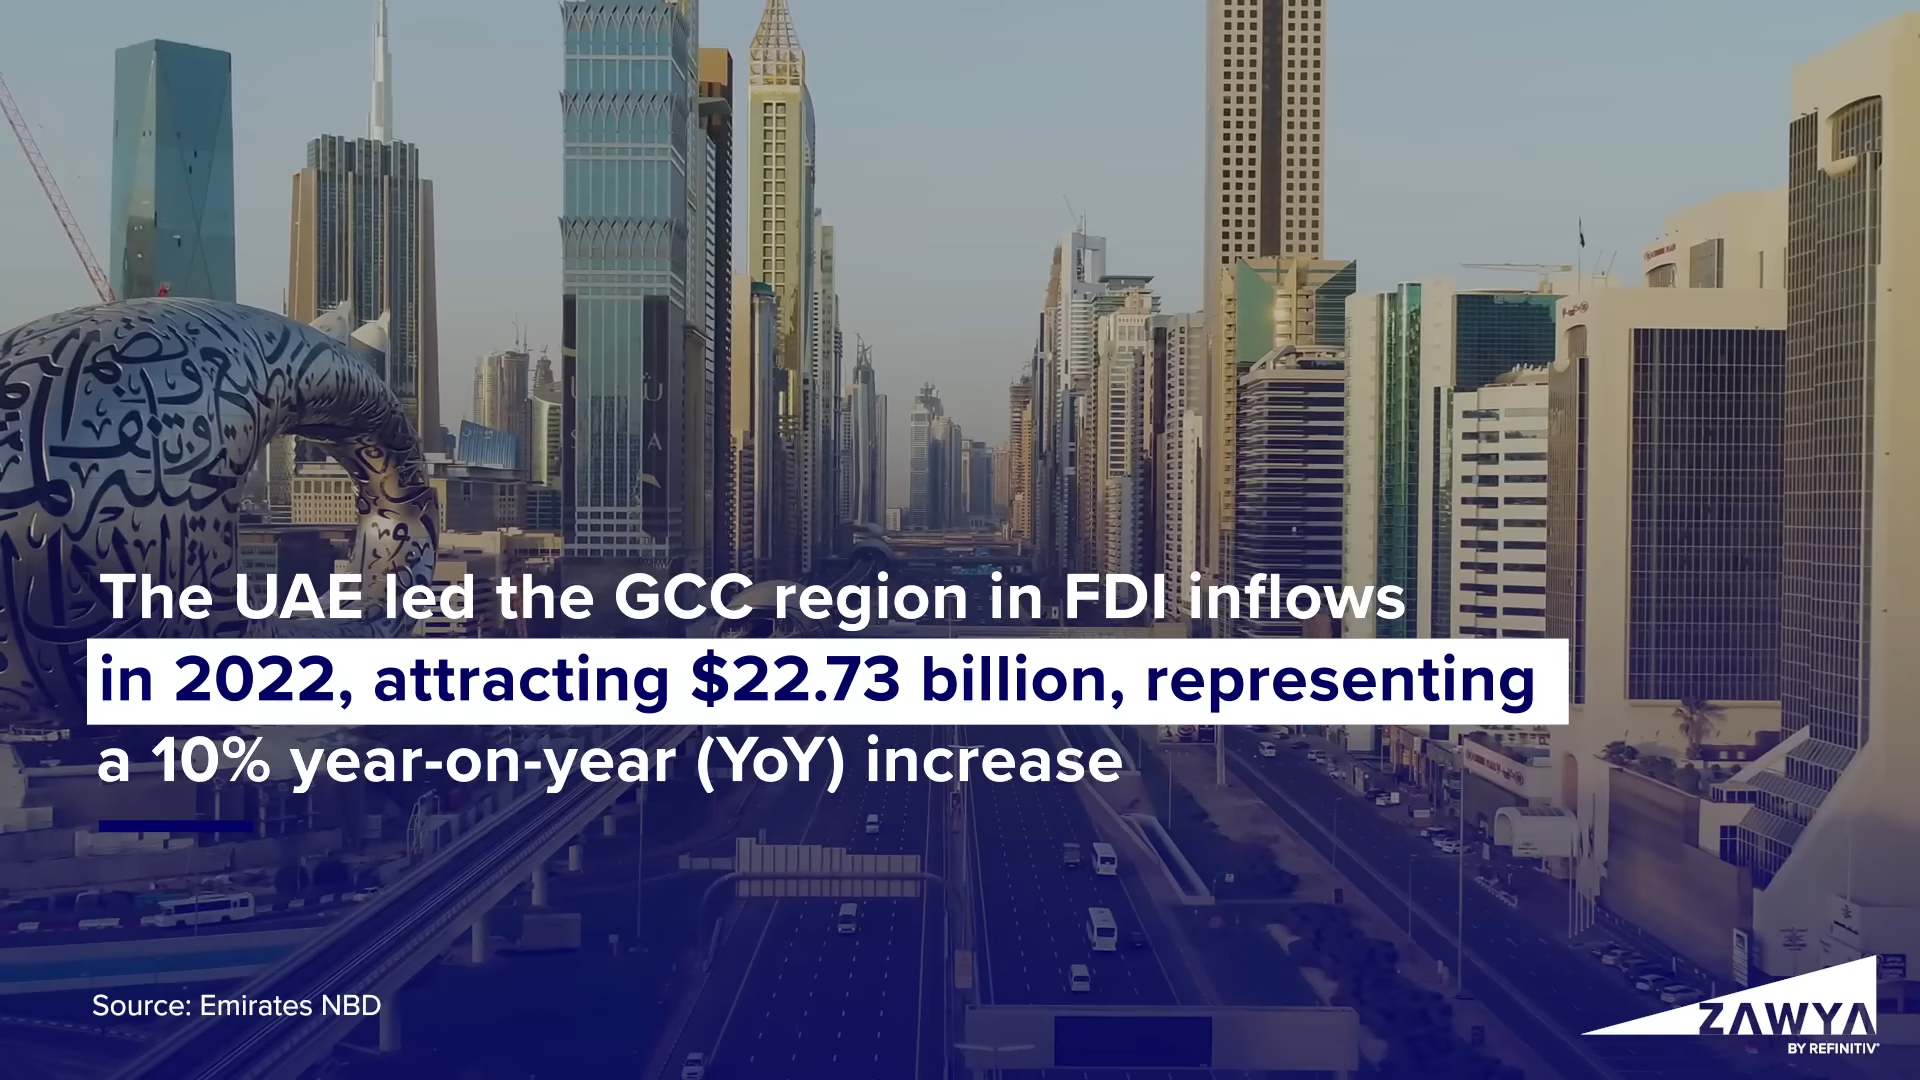 The UAE led the GCC region in FDI inflows
in 2022, attracting $22.73 billion, representing
a 10% year-on-year (YoY) increase
Source: Emirates NBD
ZAWYA
BY REFINITIV